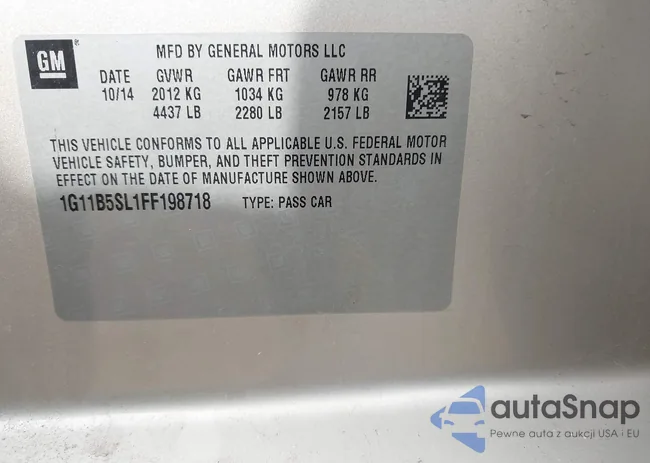 GM
MFD BY GENERAL MOTORS LLC
DATE GVWR GAWR FRT GAWR RR
10/14 2012 KG 1034 KG 978 KG
4437 LB 2280 LB 2157 LB
THIS VEHICLE CONFORMS TO ALL APPLICABLE U.S. FEDERAL MOTOR
VEHICLE SAFETY, BUMPER, AND THEFT PREVENTION STANDARDS IN
EFFECT ON THE DATE OF MANUFACTURE SHOWN ABOVE.
1G11B5SL1FF198718 TYPE: PASS CAR
autaSnap
Pewne auta z aukcji USA i EU